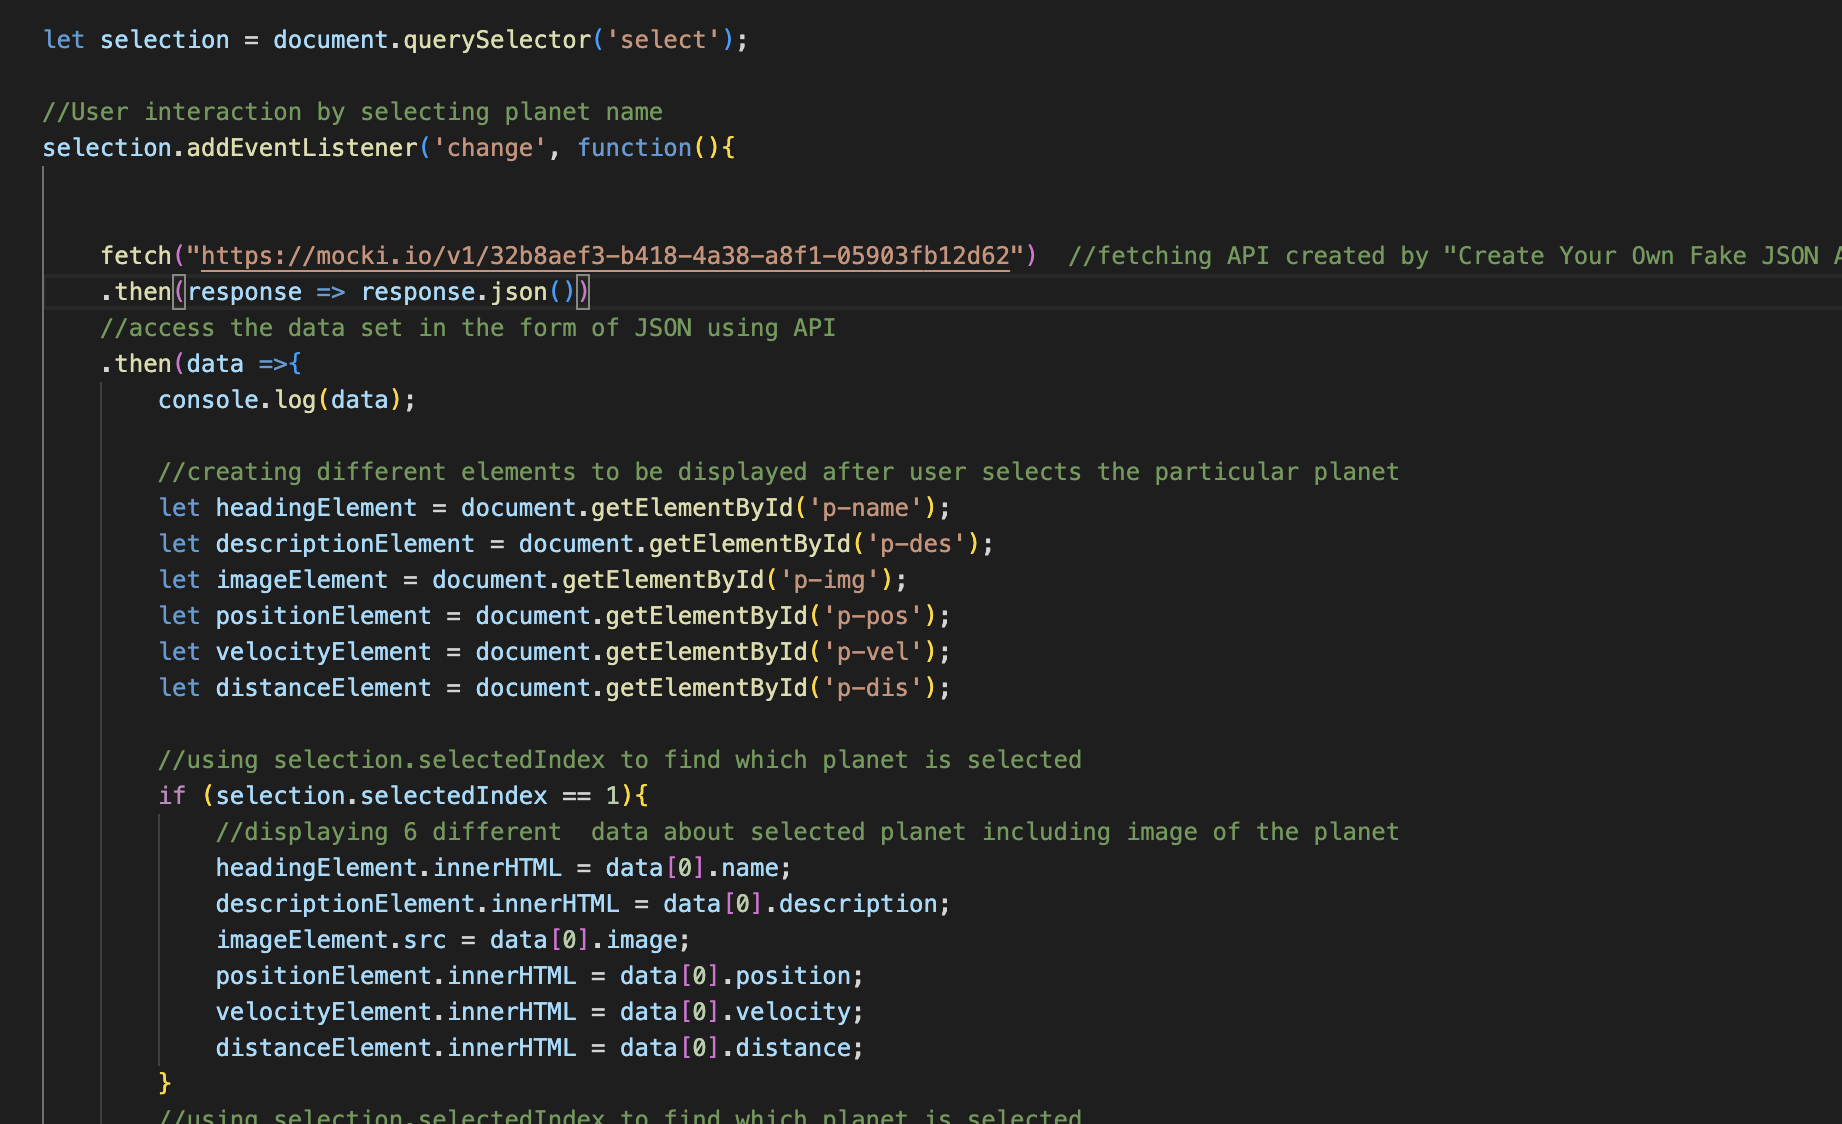 let selection = document.querySelector('select');
//User interaction by selecting planet name
selection.addEventListener('change', function(){
fetch("https://mocki.io/v1/32b8aef3-b418-4a38-a8f1-05903fb12d62")  //fetching API created by "Create Your Own Fake JSON A
.then(response => response.json())
//access the data set in the form of JSON using API
.then(data =>{
console.log(data);
//creating different elements to be displayed after user selects the particular planet
let headingElement = document.getElementById('p-name');
let descriptionElement = document.getElementById('p-des');
let imageElement = document.getElementById('p-img');
let positionElement = document.getElementById('p-pos');
let velocityElement = document.getElementById('p-vel');
let distanceElement = document.getElementById('p-dis');
//using selection.selectedIndex to find which planet is selected
if (selection.selectedIndex == 1){
//displaying 6 different  data about selected planet including image of the planet
headingElement.innerHTML = data[0].name;
descriptionElement.innerHTML = data[0].description;
imageElement.src = data[0].image;
positionElement.innerHTML = data[0].position;
velocityElement.innerHTML = data[0].velocity;
distanceElement.innerHTML = data[0].distance;
}
//using selection.selectedIndex to find which planet is selected